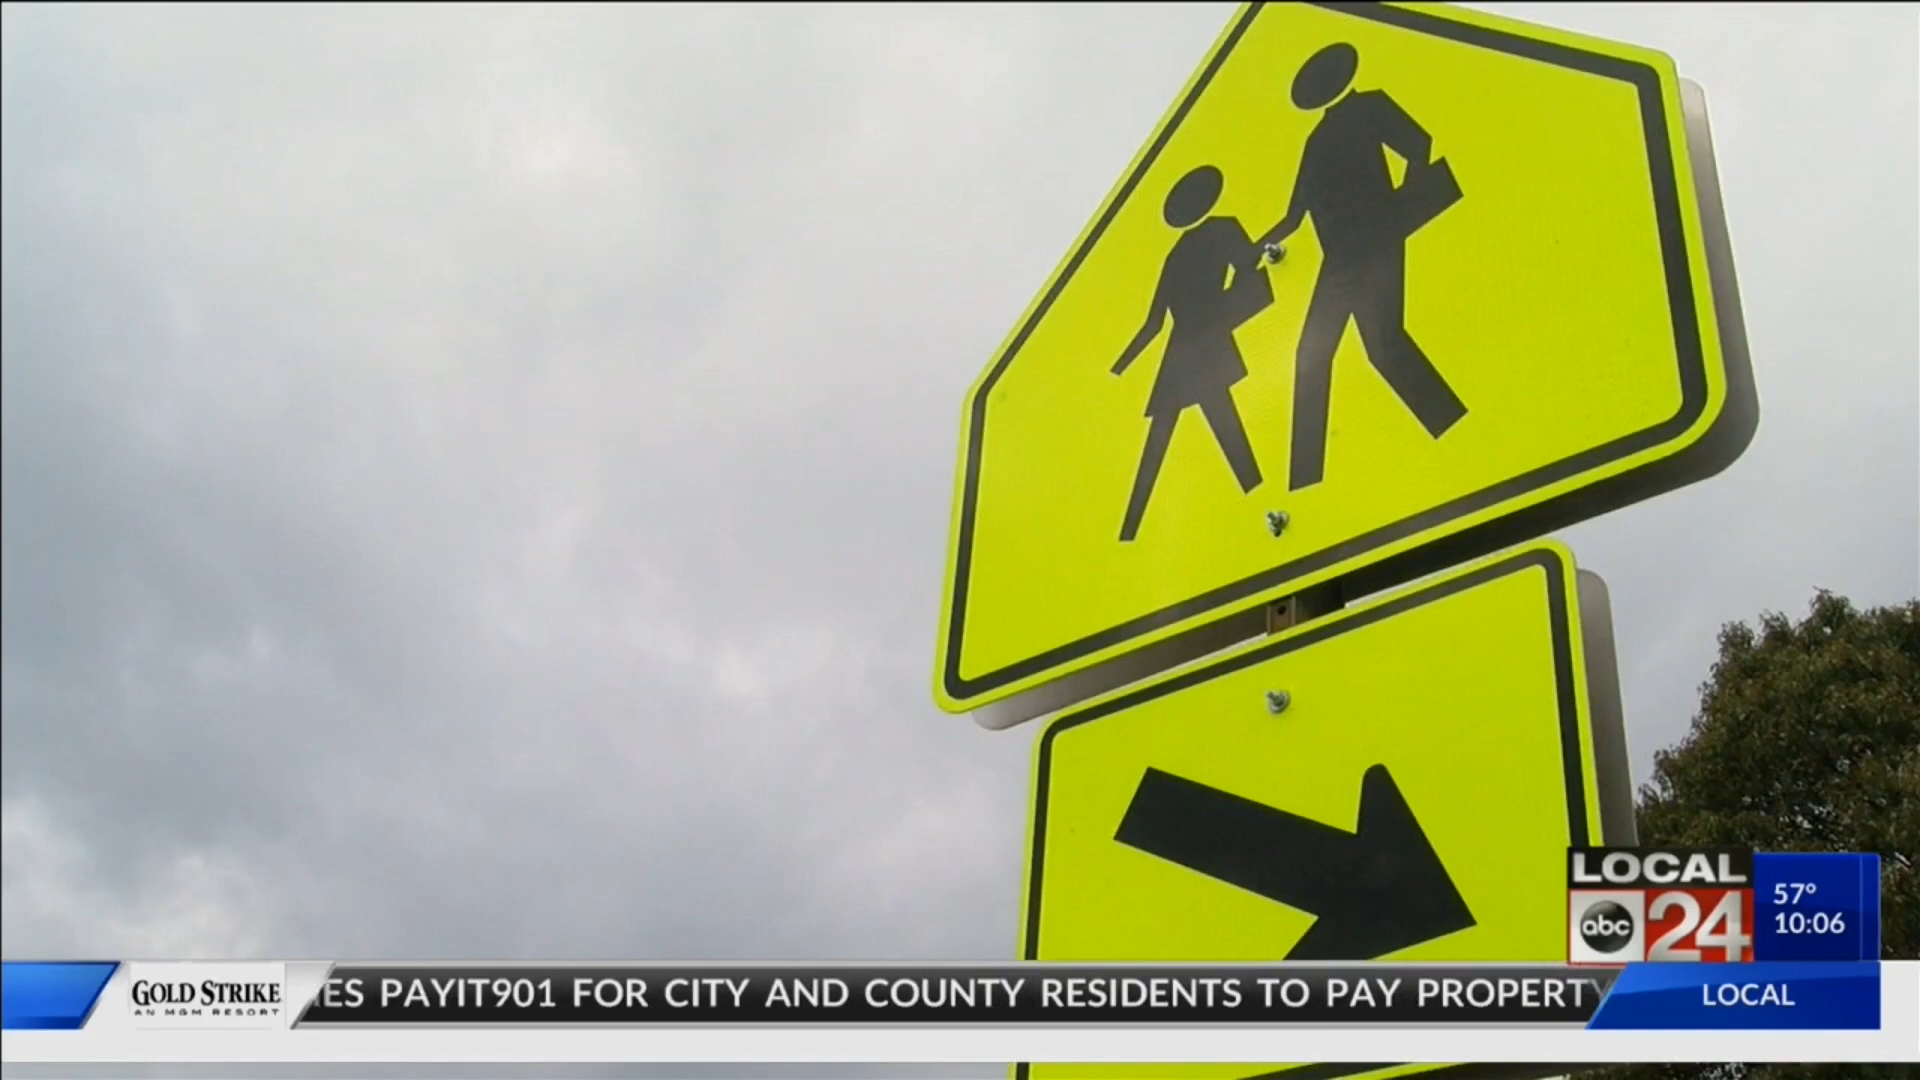 LOCAL
abc 24
57°
10:06
GOLD STRIKE
AN MGM RESORT
PAYIT901 FOR CITY AND COUNTY RESIDENTS TO PAY PROPERTY
LOCAL